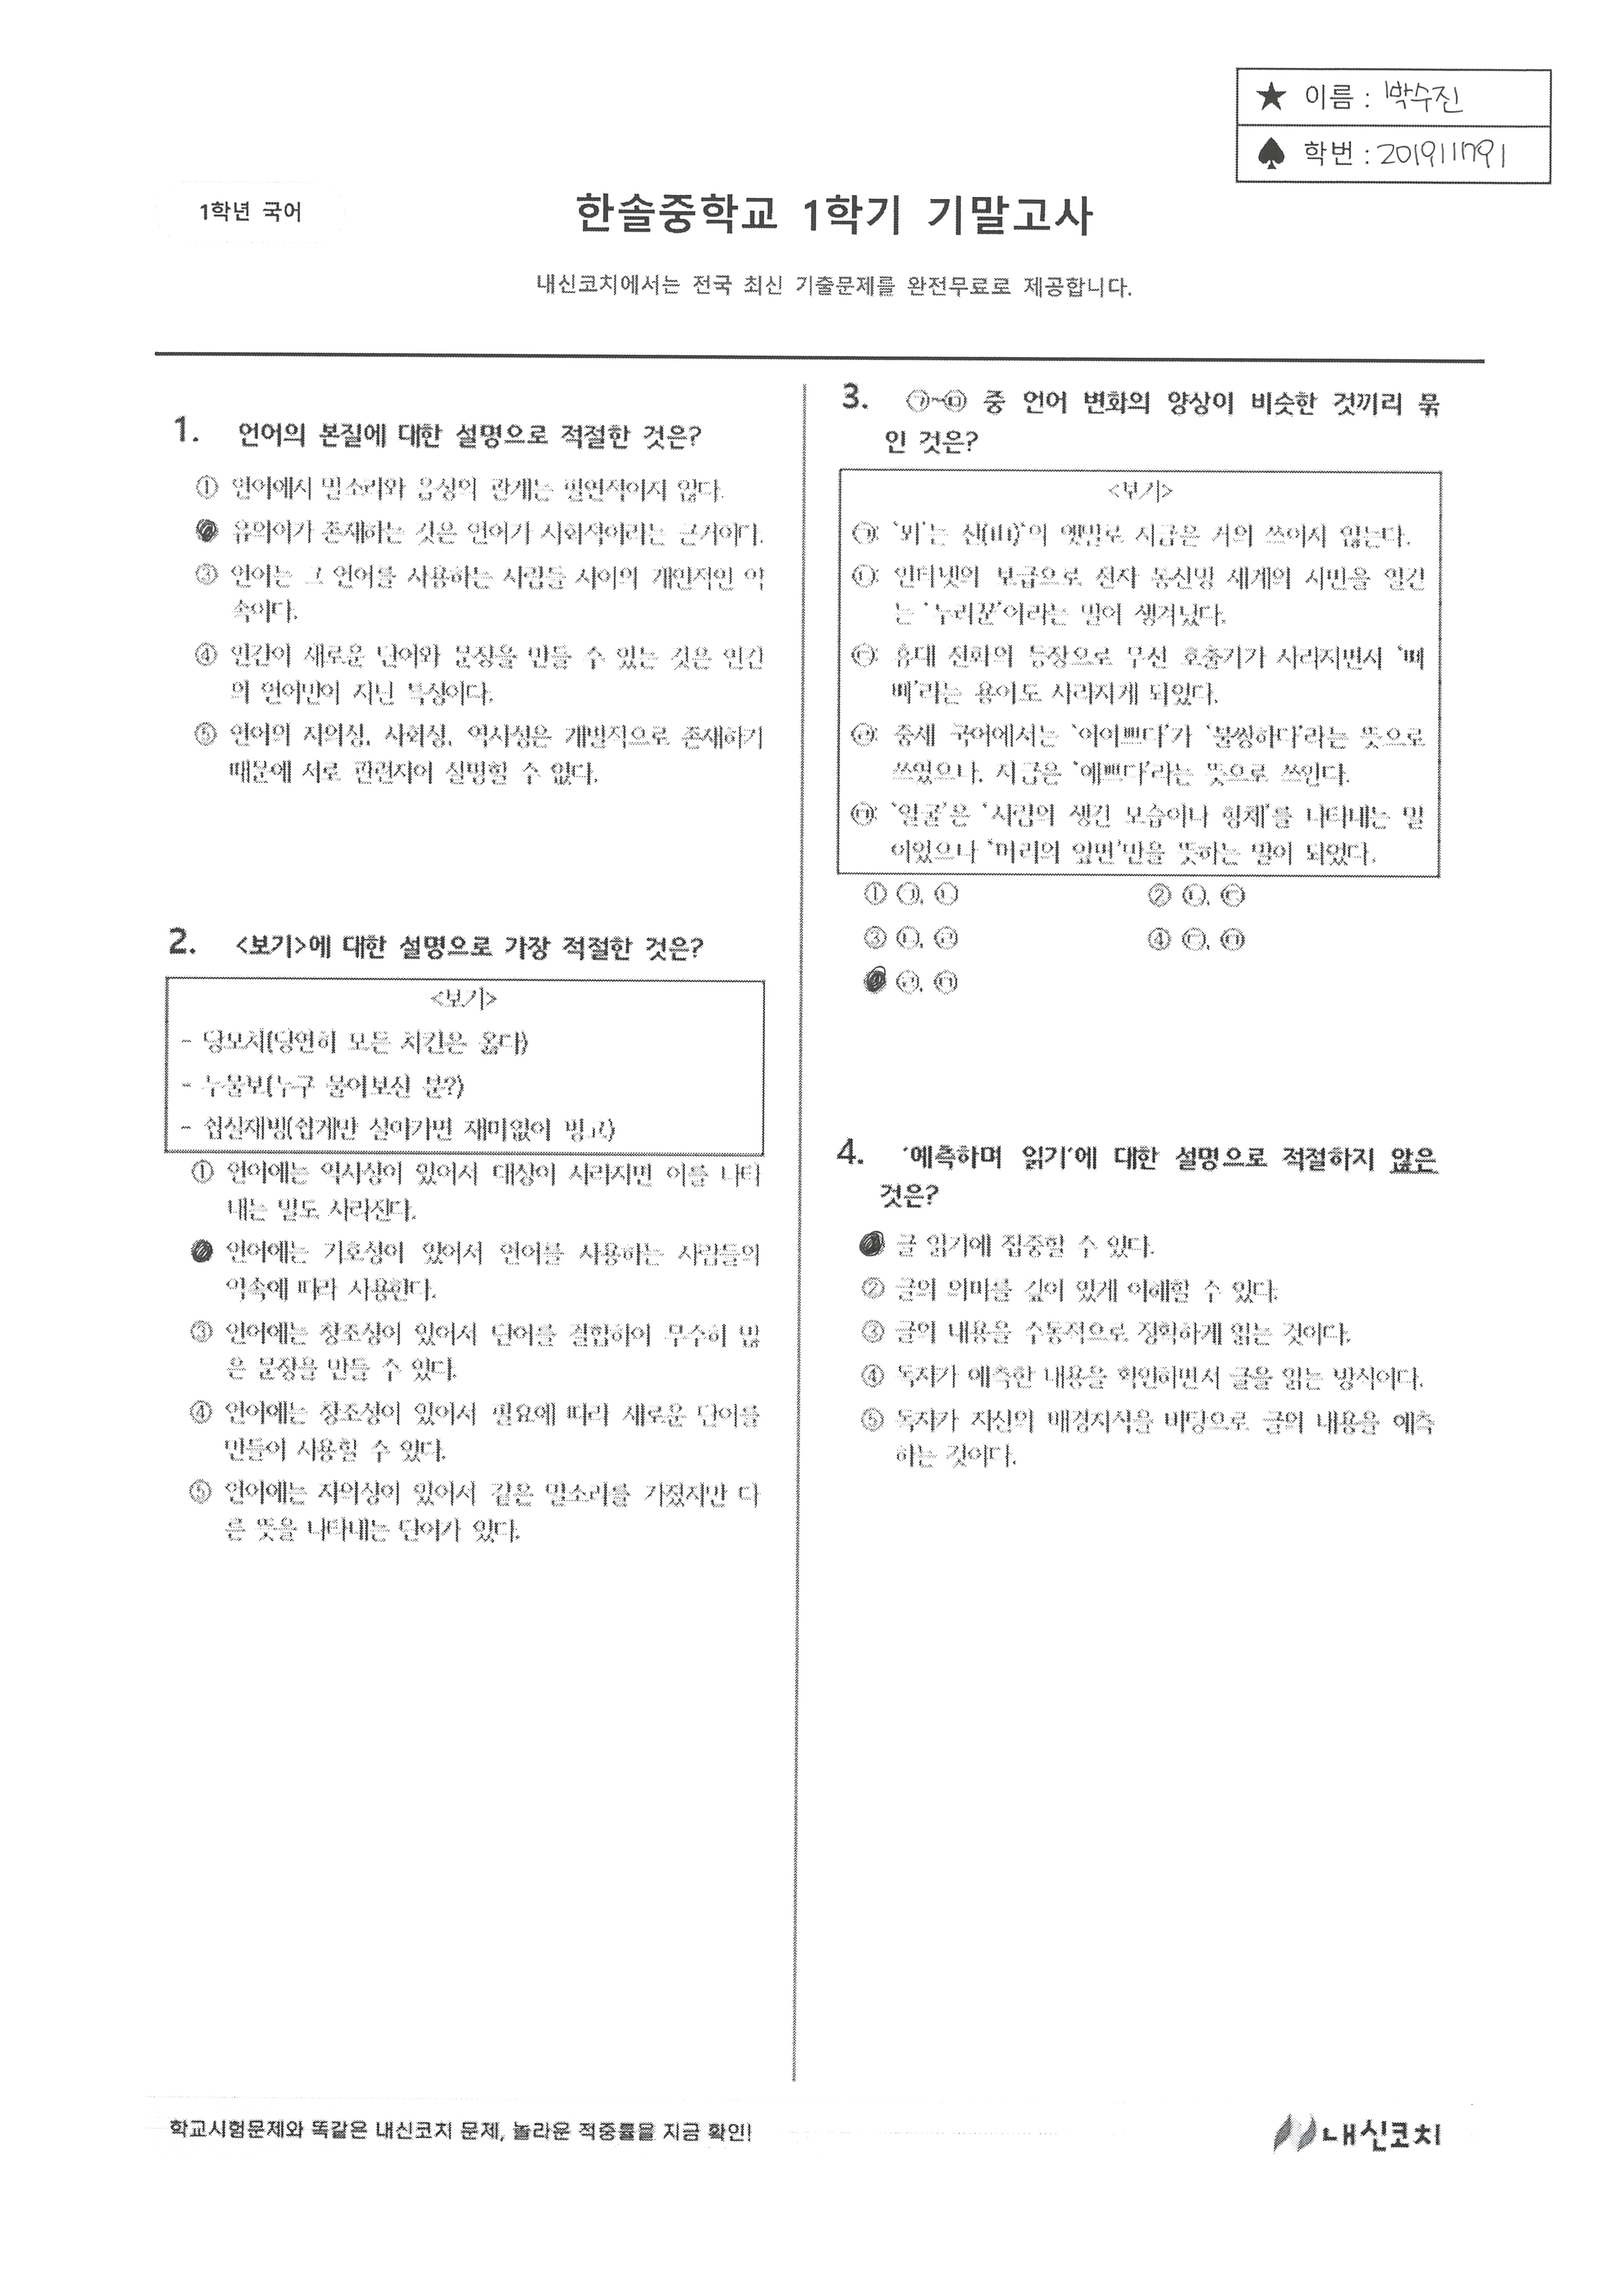 ★ 이름 : 박수진
♠ 학번 : 201911791
1학년 국어
한솔중학교 1학기 기말고사
내신코치에서는 전국 최신 기출문제를 완전무료로 제공합니다.
1. 언어의 본질에 대한 설명으로 적절한 것은?
① 언어에서 말소리와 음성의 관계는 필연적이지 않다.
유의어가 존재하는 것은 언어가 사회적이라는 근거이다.
③ 언어는 그 언어를 사용하는 사람들 사이의 개인적인 약
속이다.
④ 인간이 새로운 단어와 문장을 만들 수 있는 것은 인간
의 언어만이 지닌 특성이다.
⑤ 언어의 자의성, 사회성, 역사성은 개별적으로 존재하기
때문에 서로 관련지어 설명할 수 없다.
2. <보기>에 대한 설명으로 가장 적절한 것은?
<보기>
- 당모치(당연히 모든 치킨은 옳다)
- 누물보(누구 물어보신 분?)
- 쉽살재빙(쉽게만 살아가면 재미없어 빙고)
① 언어에는 역사성이 있어서 대상이 사라지면 이를 나타
내는 말도 사라진다.
언어에는 기호성이 있어서 언어를 사용하는 사람들의
약속에 따라 사용한다.
③ 언어에는 창조성이 있어서 단어를 결합하여 무수히 많
은 문장을 만들 수 있다.
④ 언어에는 창조성이 있어서 필요에 따라 새로운 단어를
만들어 사용할 수 있다.
⑤ 언어에는 자의성이 있어서 같은 말소리를 가졌지만 다
른 뜻을 나타내는 단어가 있다.
3. ㉠~㉤ 중 언어 변화의 양상이 비슷한 것끼리 묶
인 것은?
<보기>
㉠: '뫼'는 산(山)'의 옛말로 지금은 거의 쓰이지 않는다.
㉡: 인터넷의 보급으로 전자 통신망 세계의 시민을 일컫
는 '누리꾼'이라는 말이 생겨났다.
㉢: 휴대 전화의 등장으로 무선 호출기가 사라지면서 '삐
삐'라는 용어도 사라지게 되었다.
㉣: 중세 국어에서는 '어여쁘다'가 '불쌍하다'라는 뜻으로
쓰였으나, 지금은 '예쁘다'라는 뜻으로 쓰인다.
㉤: '얼굴'은 '사람의 생긴 모습이나 형체'를 나타내는 말
이었으나 '머리의 앞면'만을 뜻하는 말이 되었다.
① ㉠, ㉡ ② ㉡, ㉢
③ ㉡, ㉣ ④ ㉢, ㉤
㉣, ㉤
4. '예측하며 읽기'에 대한 설명으로 적절하지 않은
것은?
글 읽기에 집중할 수 있다.
② 글의 의미를 깊이 있게 이해할 수 있다.
③ 글의 내용을 수동적으로 정확하게 읽는 것이다.
④ 독자가 예측한 내용을 확인하면서 글을 읽는 방식이다.
⑤ 독자가 자신의 배경지식을 바탕으로 글의 내용을 예측
하는 것이다.
학교시험문제와 똑같은 내신코치 문제, 놀라운 적중률을 지금 확인!
내신코치